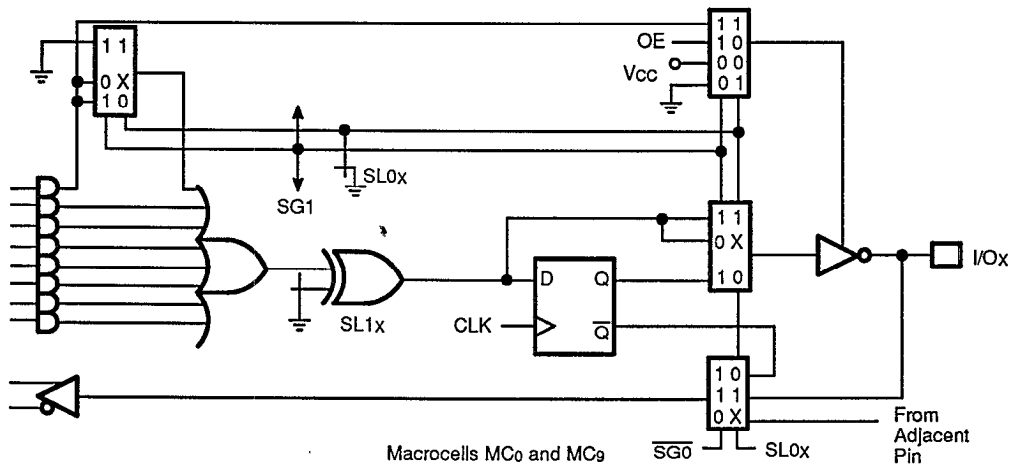 1 1
0 X
1 0
OE
Vcc
1 1
1 0
0 0
0 1
SL0x
SG1
1 1
0 X
1 0
I/Ox
SL1x
D Q
CLK
Q̅
1 0
1 1
0 X
From
Adjacent
Pin
S̅G̅0̅
SL0x
Macrocells MC0 and MC9